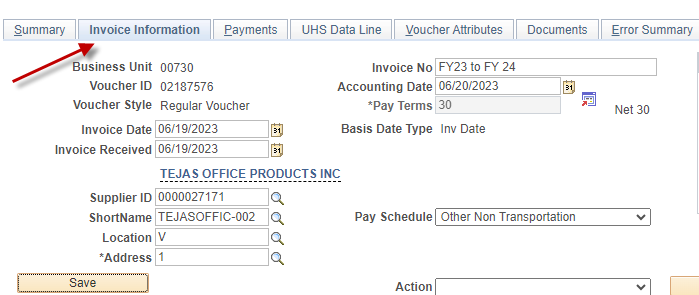 Summary Invoice Information Payments UHS Data Line Voucher Attributes Documents Error Summary
Business Unit 00730 Invoice No FY23 to FY 24
Voucher ID 02187576 Accounting Date 06/20/2023 31
Voucher Style Regular Voucher *Pay Terms 30 Net 30
Invoice Date 06/19/2023 31 Basis Date Type Inv Date
Invoice Received 06/19/2023 31
TEJAS OFFICE PRODUCTS INC
Supplier ID 0000027171
ShortName TEJASOFFIC-002 Pay Schedule Other Non Transportation
Location V
*Address 1
Save Action